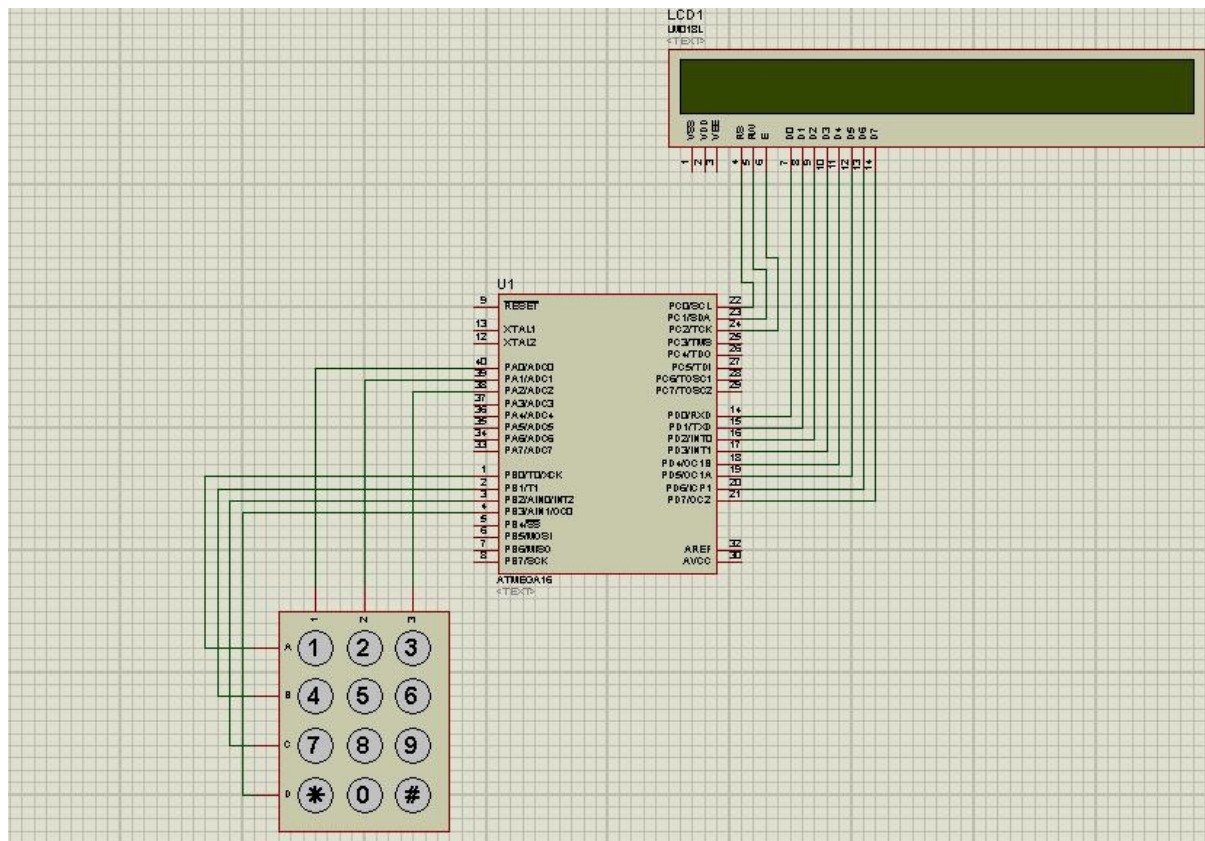 LCD1
LM018L
<TEXT>
VSS
VDD
VEE
RS
RW
E
D0
D1
D2
D3
D4
D5
D6
D7
1
2
3
4
5
6
7
8
9
10
11
12
13
14
U1
9 RESET
13 XTAL1
12 XTAL2
40 PA0/ADC0
39 PA1/ADC1
38 PA2/ADC2
37 PA3/ADC3
36 PA4/ADC4
35 PA5/ADC5
34 PA6/ADC6
33 PA7/ADC7
1 PB0/T0/XCK
2 PB1/T1
3 PB2/AIN0/INT2
4 PB3/AIN1/OC0
5 PB4/SS
6 PB5/MOSI
7 PB6/MISO
8 PB7/SCK
PC0/SCL 22
PC1/SDA 23
PC2/TCK 24
PC3/TMS 25
PC4/TDO 26
PC5/TDI 27
PC6/TOSC1 28
PC7/TOSC2 29
PD0/RXD 14
PD1/TXD 15
PD2/INT0 16
PD3/INT1 17
PD4/OC1B 18
PD5/OC1A 19
PD6/ICP1 20
PD7/OC2 21
AREF 32
AVCC 30
ATMEGA16
<TEXT>
1 2 3
A 1 2 3
B 4 5 6
C 7 8 9
D * 0 #